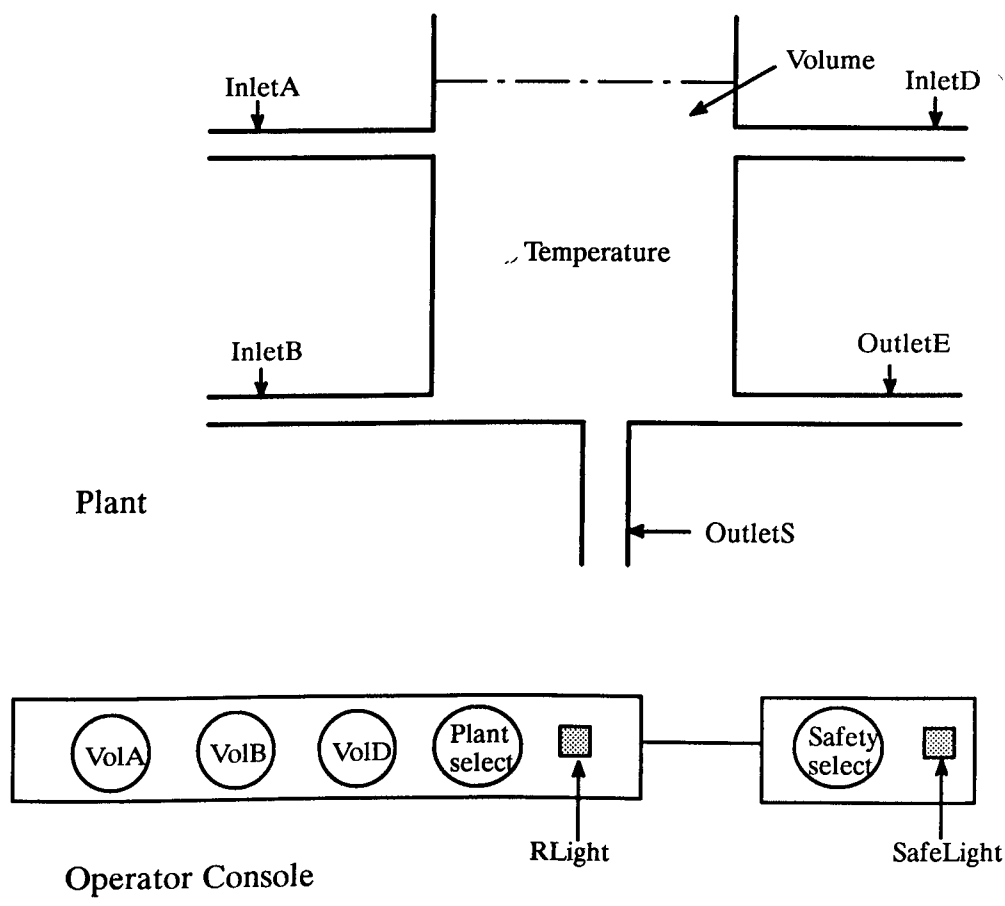 Volume
InletA
InletD
Temperature
InletB
OutletE
Plant
OutletS
VolA
VolB
VolD
Plant
select
Safety
select
RLight
SafeLight
Operator Console